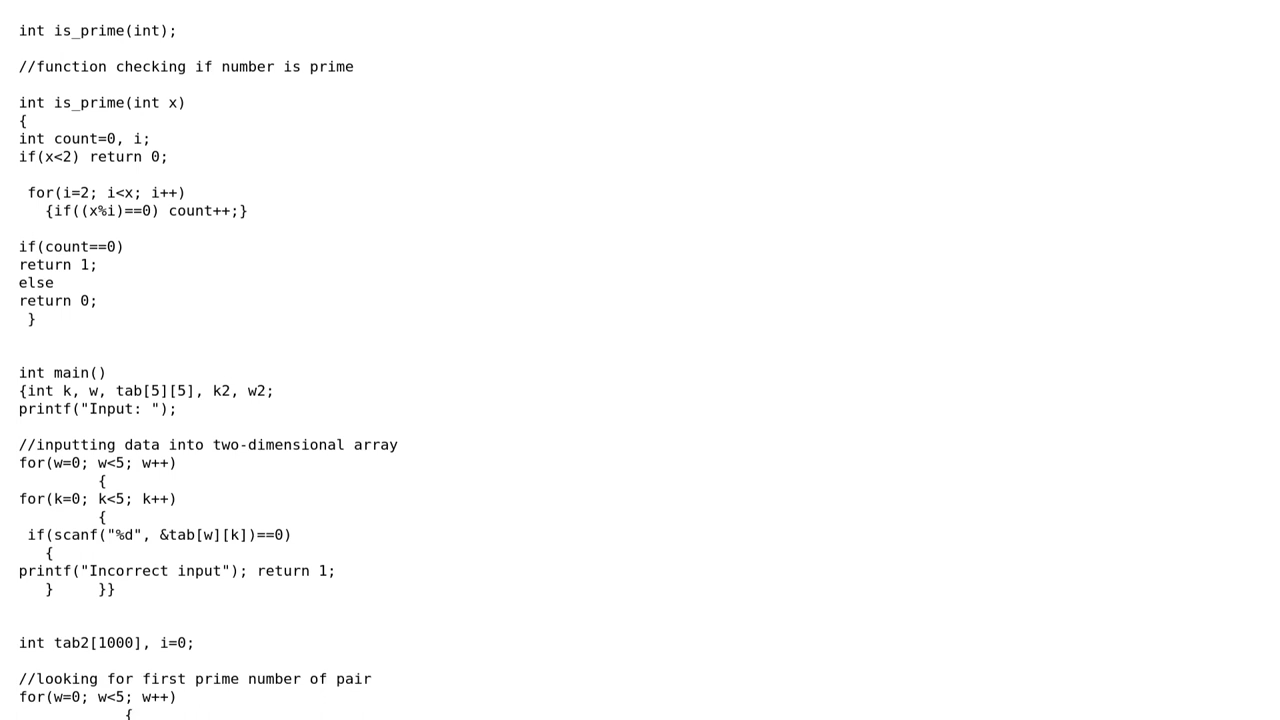 int is_prime(int);
//function checking if number is prime
int is_prime(int x)
{
int count=0, i;
if(x<2) return 0;
for(i=2; i<x; i++)
{if((x%i)==0) count++;}
if(count==0)
return 1;
else
return 0;
}
int main()
{int k, w, tab[5][5], k2, w2;
printf("Input: ");
//inputting data into two-dimensional array
for(w=0; w<5; w++)
{
for(k=0; k<5; k++)
{
if(scanf("%d", &tab[w][k])==0)
{
printf("Incorrect input"); return 1;
}     }}
int tab2[1000], i=0;
//looking for first prime number of pair
for(w=0; w<5; w++)
{